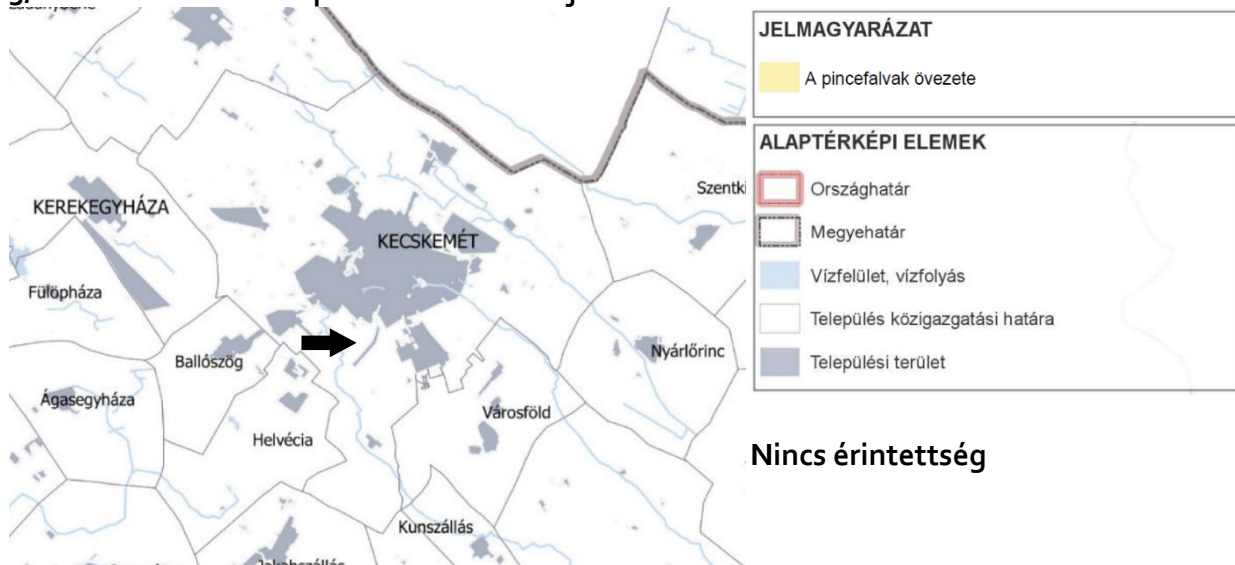 KEREKEGYHÁZA
KECSKEMÉT
Fülöpháza
Ballószög
Nyárlőrinc
Ágasegyháza
Városföld
Helvécia
Kunszállás
JELMAGYARÁZAT
A pincefalvak övezete
ALAPTÉRKÉPI ELEMEK
Országhatár
Megyehatár
Vízfelület, vízfolyás
Település közigazgatási határa
Települési terület
Nincs érintettség